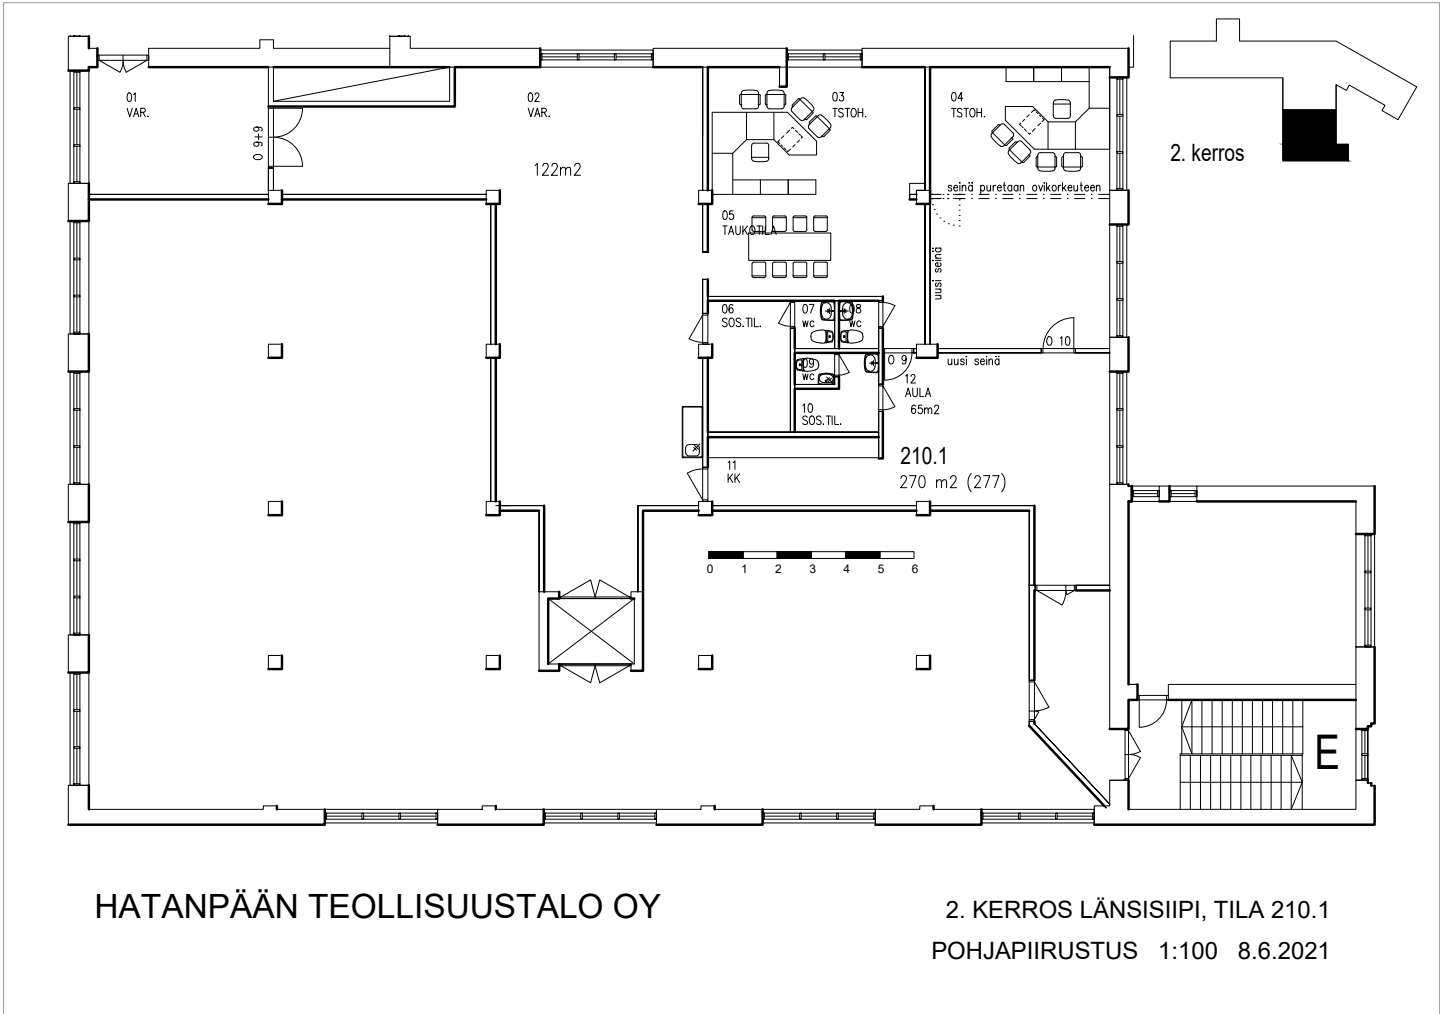 01
VAR.
02
VAR.
03
TSTOH.
04
TSTOH.
2. kerros
O 9+9
122m2
seinä puretaan ovikorkeuteen
05
TAUKOTILA
uusi seinä
06
SOS.TIL.
07
WC
08
WC
O 10
O 9
uusi seinä
09
WC
12
AULA
65m2
10
SOS.TIL.
210.1
270 m2 (277)
11
KK
0 1 2 3 4 5 6
E
HATANPÄÄN TEOLLISUUSTALO OY
2. KERROS LÄNSISIIPI, TILA 210.1
POHJAPIIRUSTUS 1:100 8.6.2021